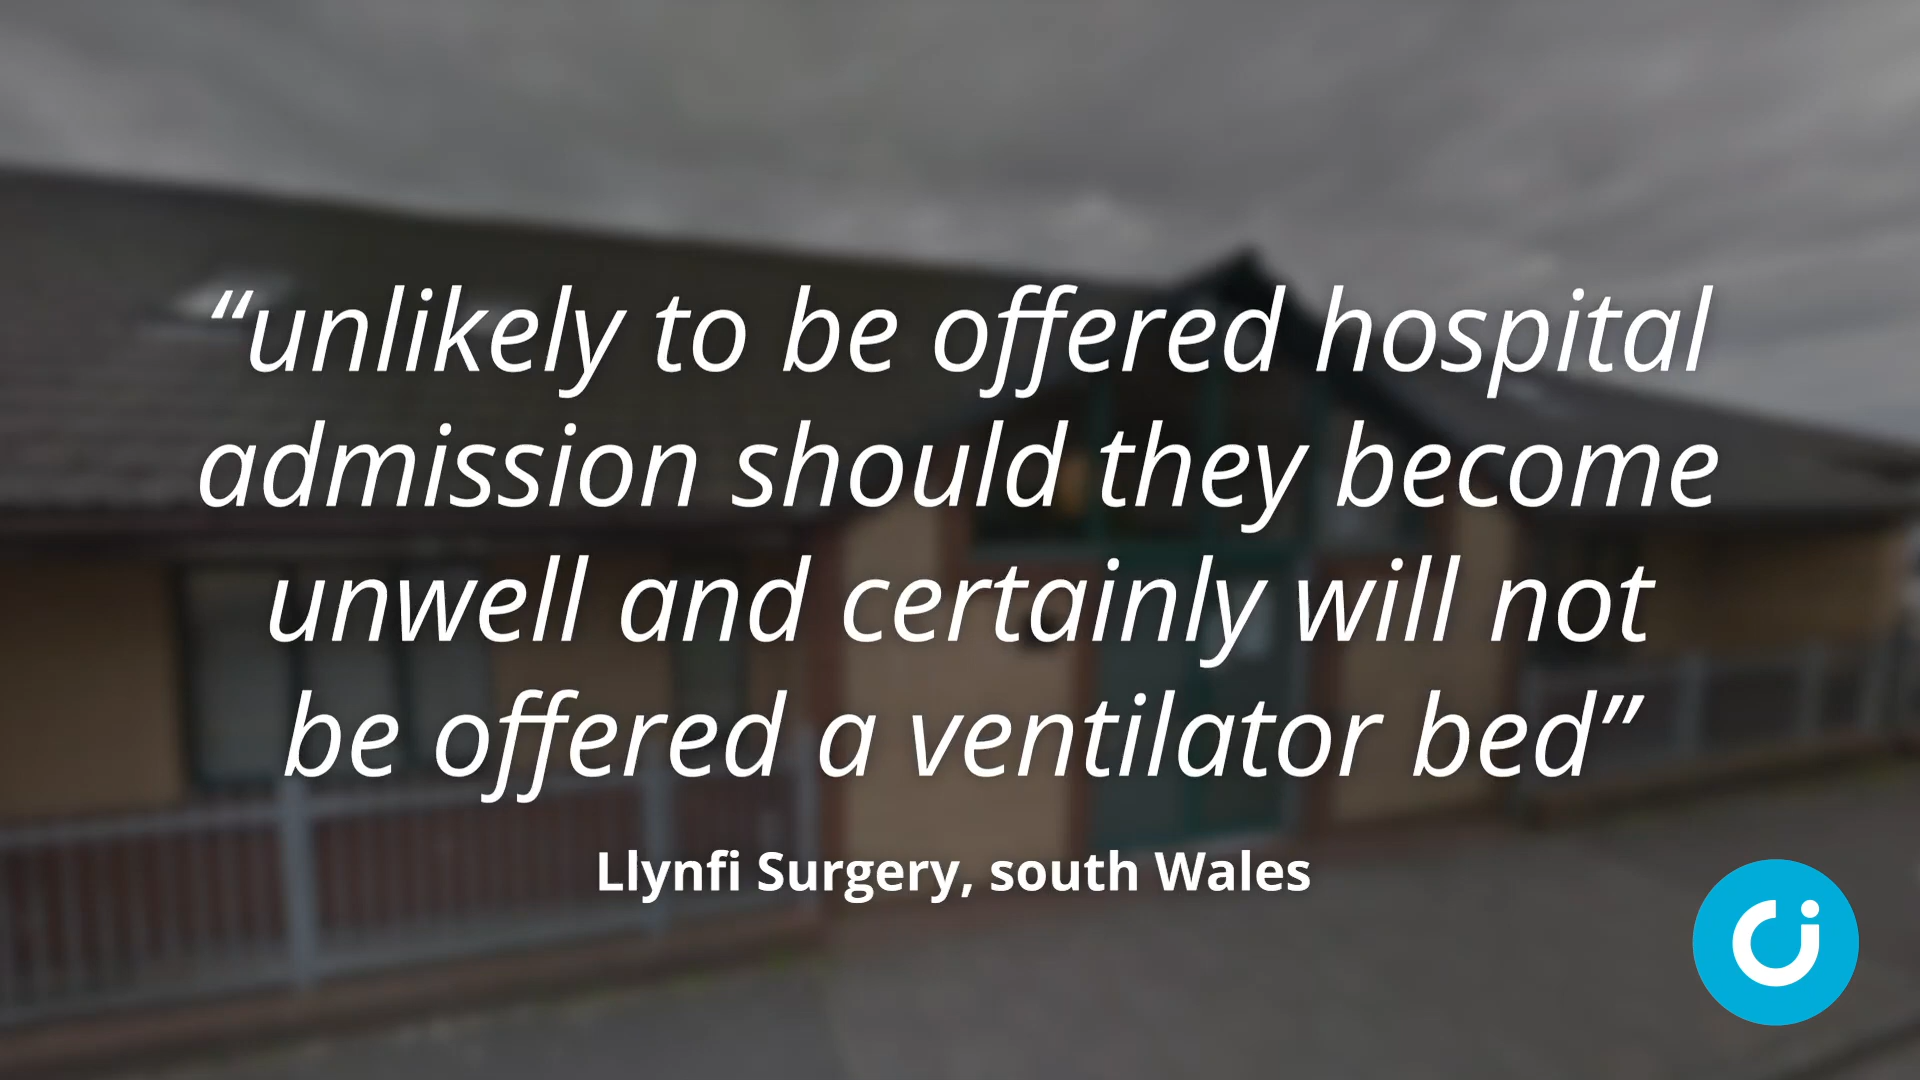 “unlikely to be offered hospital
admission should they become
unwell and certainly will not
be offered a ventilator bed”
Llynfi Surgery, south Wales